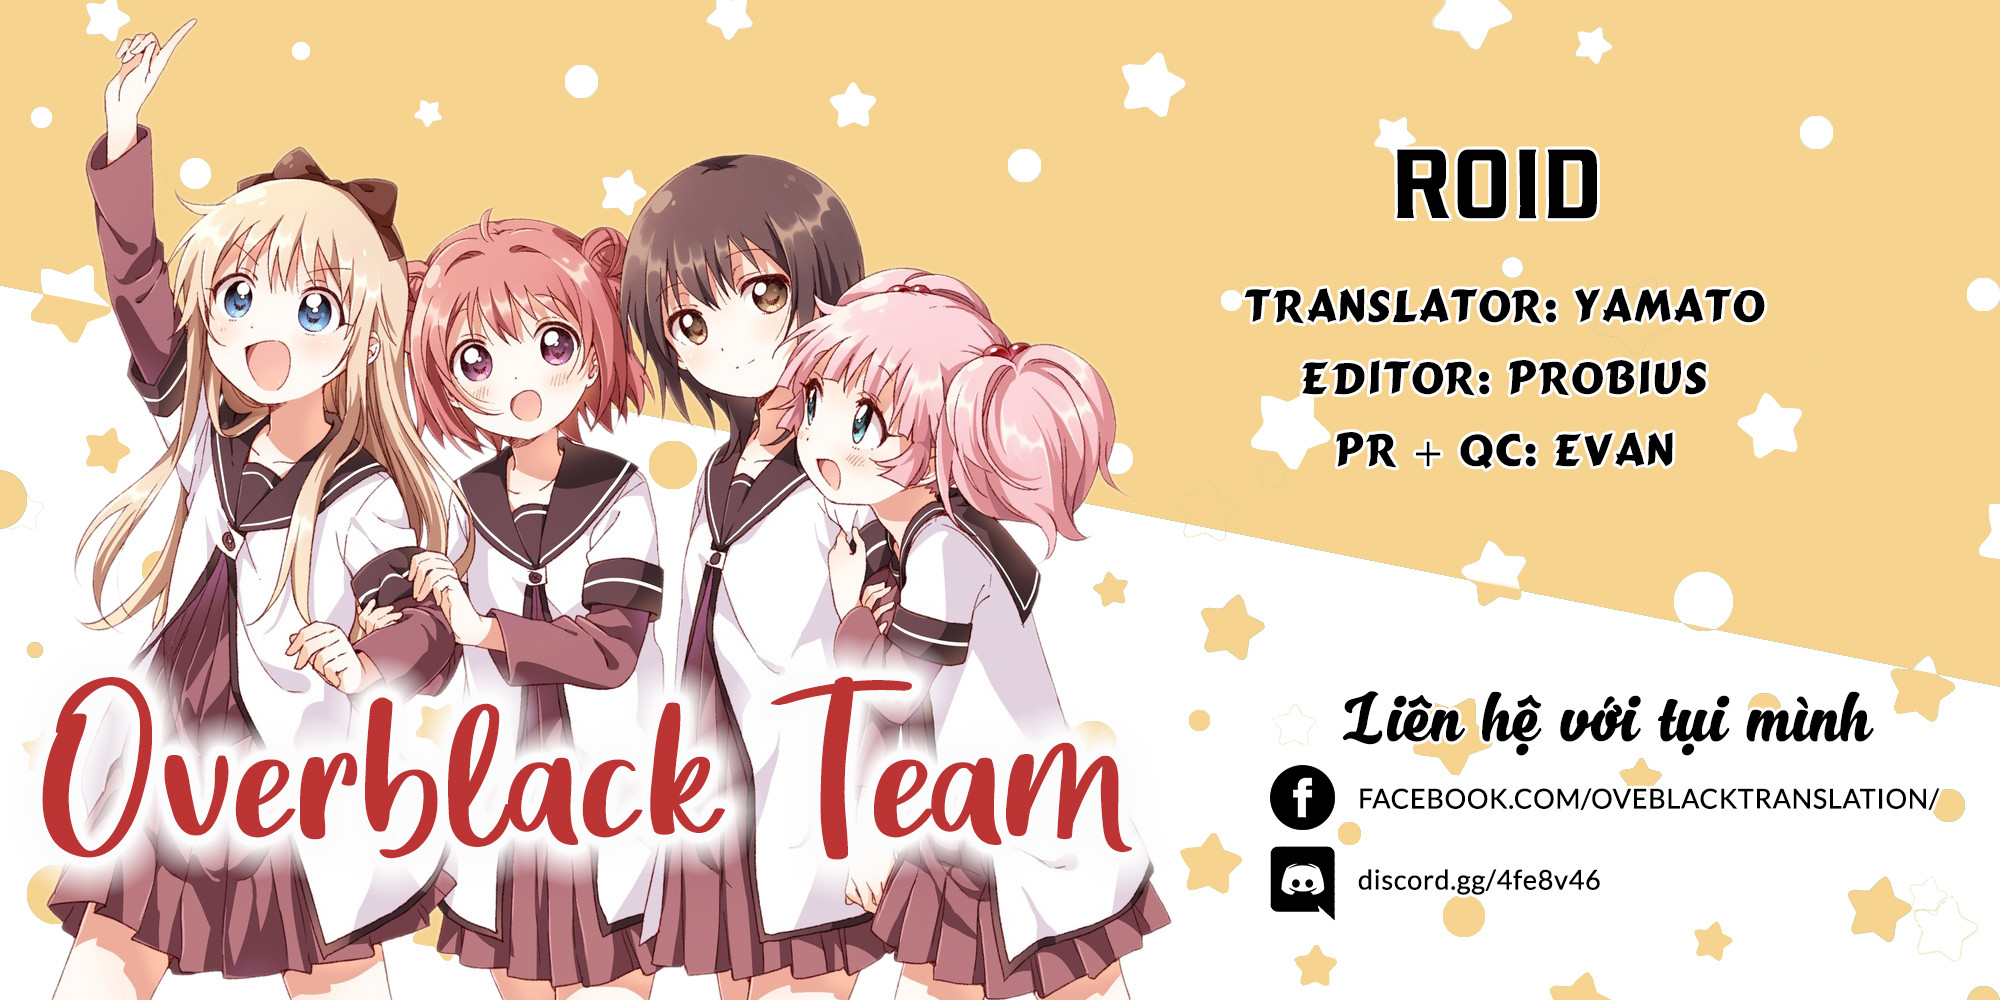 ROID
TRANSLATOR: YAMATO
EDITOR: PROBIUS
PR + QC: EVAN
Overblack Team
Liên hệ với tụi mình
FACEBOOK.COM/OVEBLACKTRANSLATION/
discord.gg/4fe8v46